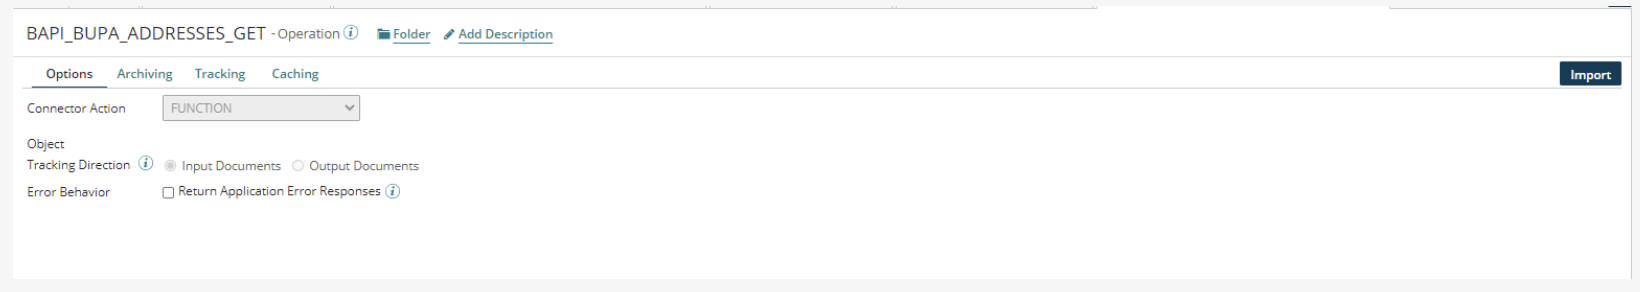 BAPI_BUPA_ADDRESSES_GET - Operation i Folder Add Description
Options Archiving Tracking Caching Import
Connector Action FUNCTION
Object
Tracking Direction i Input Documents Output Documents
Error Behavior Return Application Error Responses i